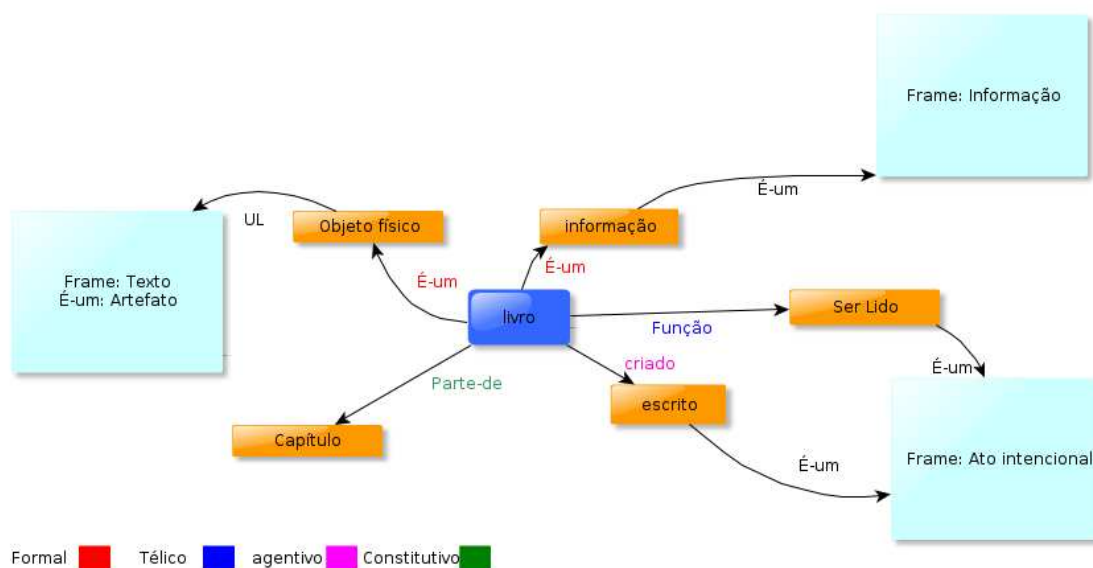 Frame: Informação
É-um
UL
Objeto físico
informação
É-um
É-um
Frame: Texto
É-um: Artefato
livro
Função
Ser Lido
criado
É-um
Parte-de
escrito
Capítulo
É-um
Frame: Ato intencional
Formal
Télico
agentivo
Constitutivo